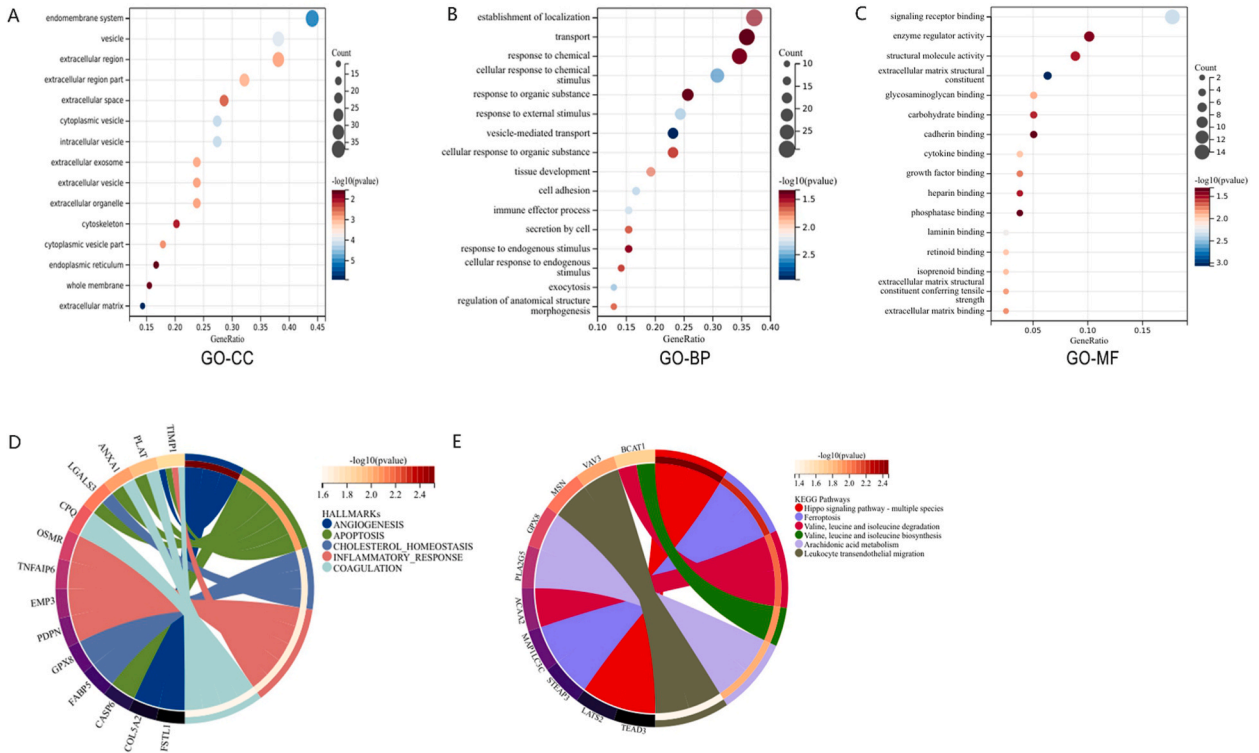 A
endomembrane system
vesicle
extracellular region
extracellular region part
extracellular space
cytoplasmic vesicle
intracellular vesicle
extracellular exosome
extracellular vesicle
extracellular organelle
cytoskeleton
cytoplasmic vesicle part
endoplasmic reticulum
whole membrane
extracellular matrix
0.15 0.20 0.25 0.30 0.35 0.40 0.45
GeneRatio
GO-CC
Count
15
20
25
30
35
-log10(pvalue)
2
3
4
5
B
establishment of localization
transport
response to chemical
cellular response to chemical
stimulus
response to organic substance
response to external stimulus
vesicle-mediated transport
cellular response to organic substance
tissue development
cell adhesion
immune effector process
secretion by cell
response to endogenous stimulus
cellular response to endogenous
stimulus
exocytosis
regulation of anatomical structure
morphogenesis
0.10 0.15 0.20 0.25 0.30 0.35 0.40
GeneRatio
GO-BP
Count
10
15
20
25
-log10(pvalue)
1.5
2.0
2.5
C
signaling receptor binding
enzyme regulator activity
structural molecule activity
extracellular matrix structural
constituent
glycosaminoglycan binding
carbohydrate binding
cadherin binding
cytokine binding
growth factor binding
heparin binding
phosphatase binding
laminin binding
retinoid binding
isoprenoid binding
extracellular matrix structural
constituent conferring tensile
strength
extracellular matrix binding
0.05 0.10 0.15
GeneRatio
GO-MF
Count
2
4
6
8
10
12
14
-log10(pvalue)
1.5
2.0
2.5
3.0
D
TIMP1
PLAT
ANXA1
LGALS3
CPQ
OSMR
TNFAIP6
EMP3
PDPN
GPX8
FABP5
CASP6
COL5A2
FSTL1
-log10(pvalue)
1.6 1.8 2.0 2.2 2.4
HALLMARKs
ANGIOGENESIS
APOPTOSIS
CHOLESTEROL_HOMEOSTASIS
INFLAMMATORY_RESPONSE
COAGULATION
E
BCAT1
VAV3
MSN
GPX8
PLA2G5
ACAA2
MAP1LC3C
STEAP3
LATS2
TEAD3
-log10(pvalue)
1.4 1.6 1.8 2.0 2.2 2.4
KEGG Pathways
Hippo signaling pathway - multiple species
Ferroptosis
Valine, leucine and isoleucine degradation
Valine, leucine and isoleucine biosynthesis
Arachidonic acid metabolism
Leukocyte transendothelial migration